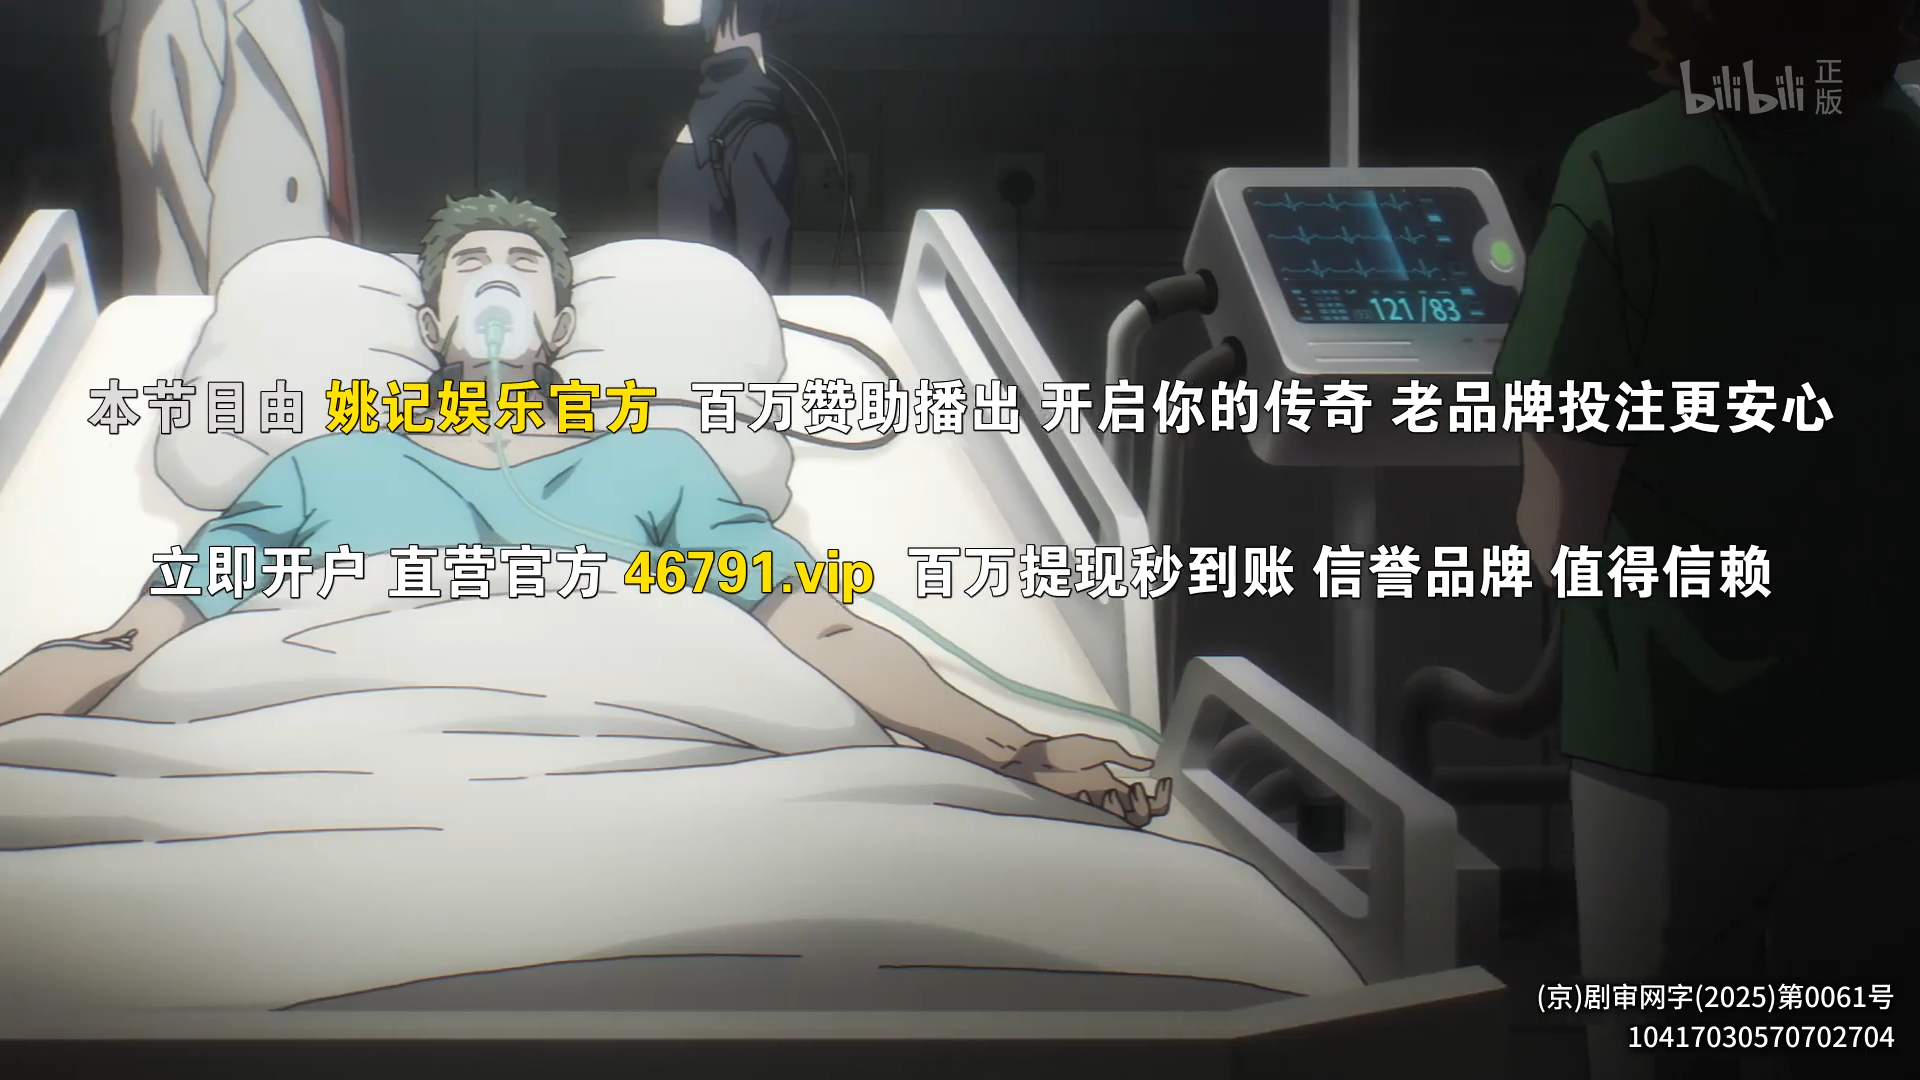 bilibili 正版
121/83
本节目由 姚记娱乐官方 百万赞助播出 开启你的传奇 老品牌投注更安心
立即开户 直营官方 46791.vip 百万提现秒到账 信誉品牌 值得信赖
(京)剧审网字(2025)第0061号
10417030570702704